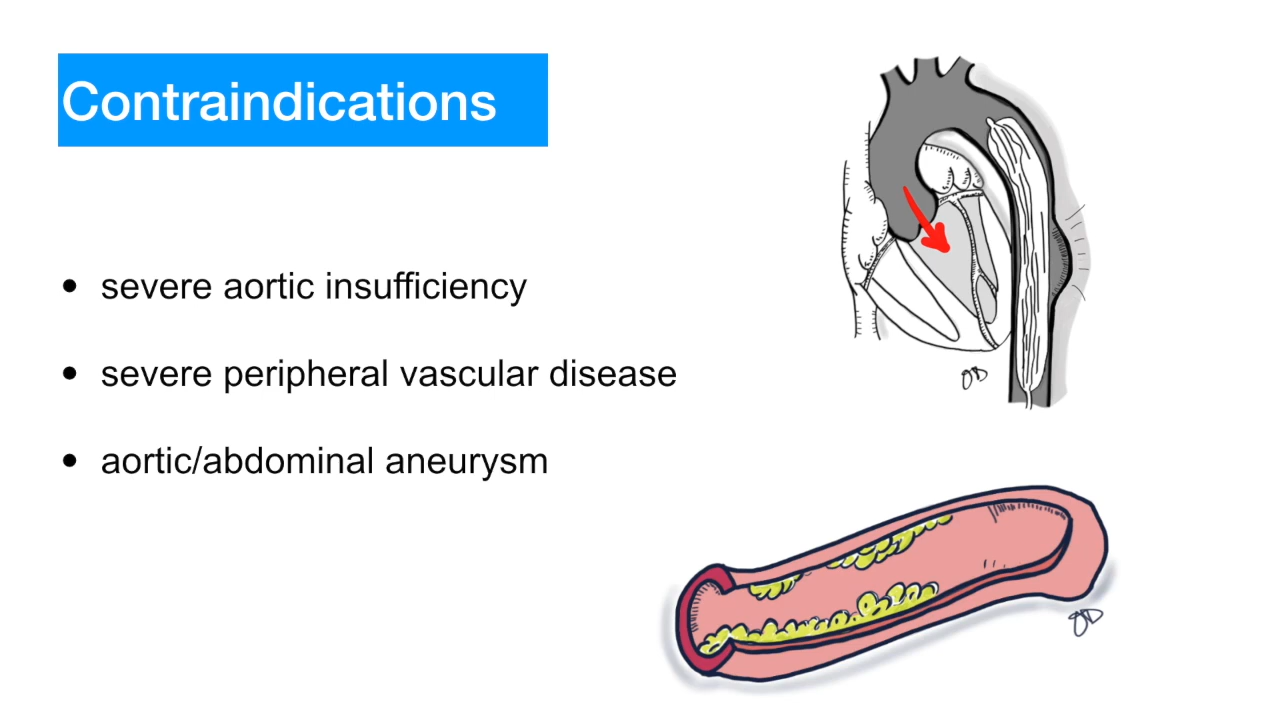 Contraindications
• severe aortic insufficiency
• severe peripheral vascular disease
• aortic/abdominal aneurysm